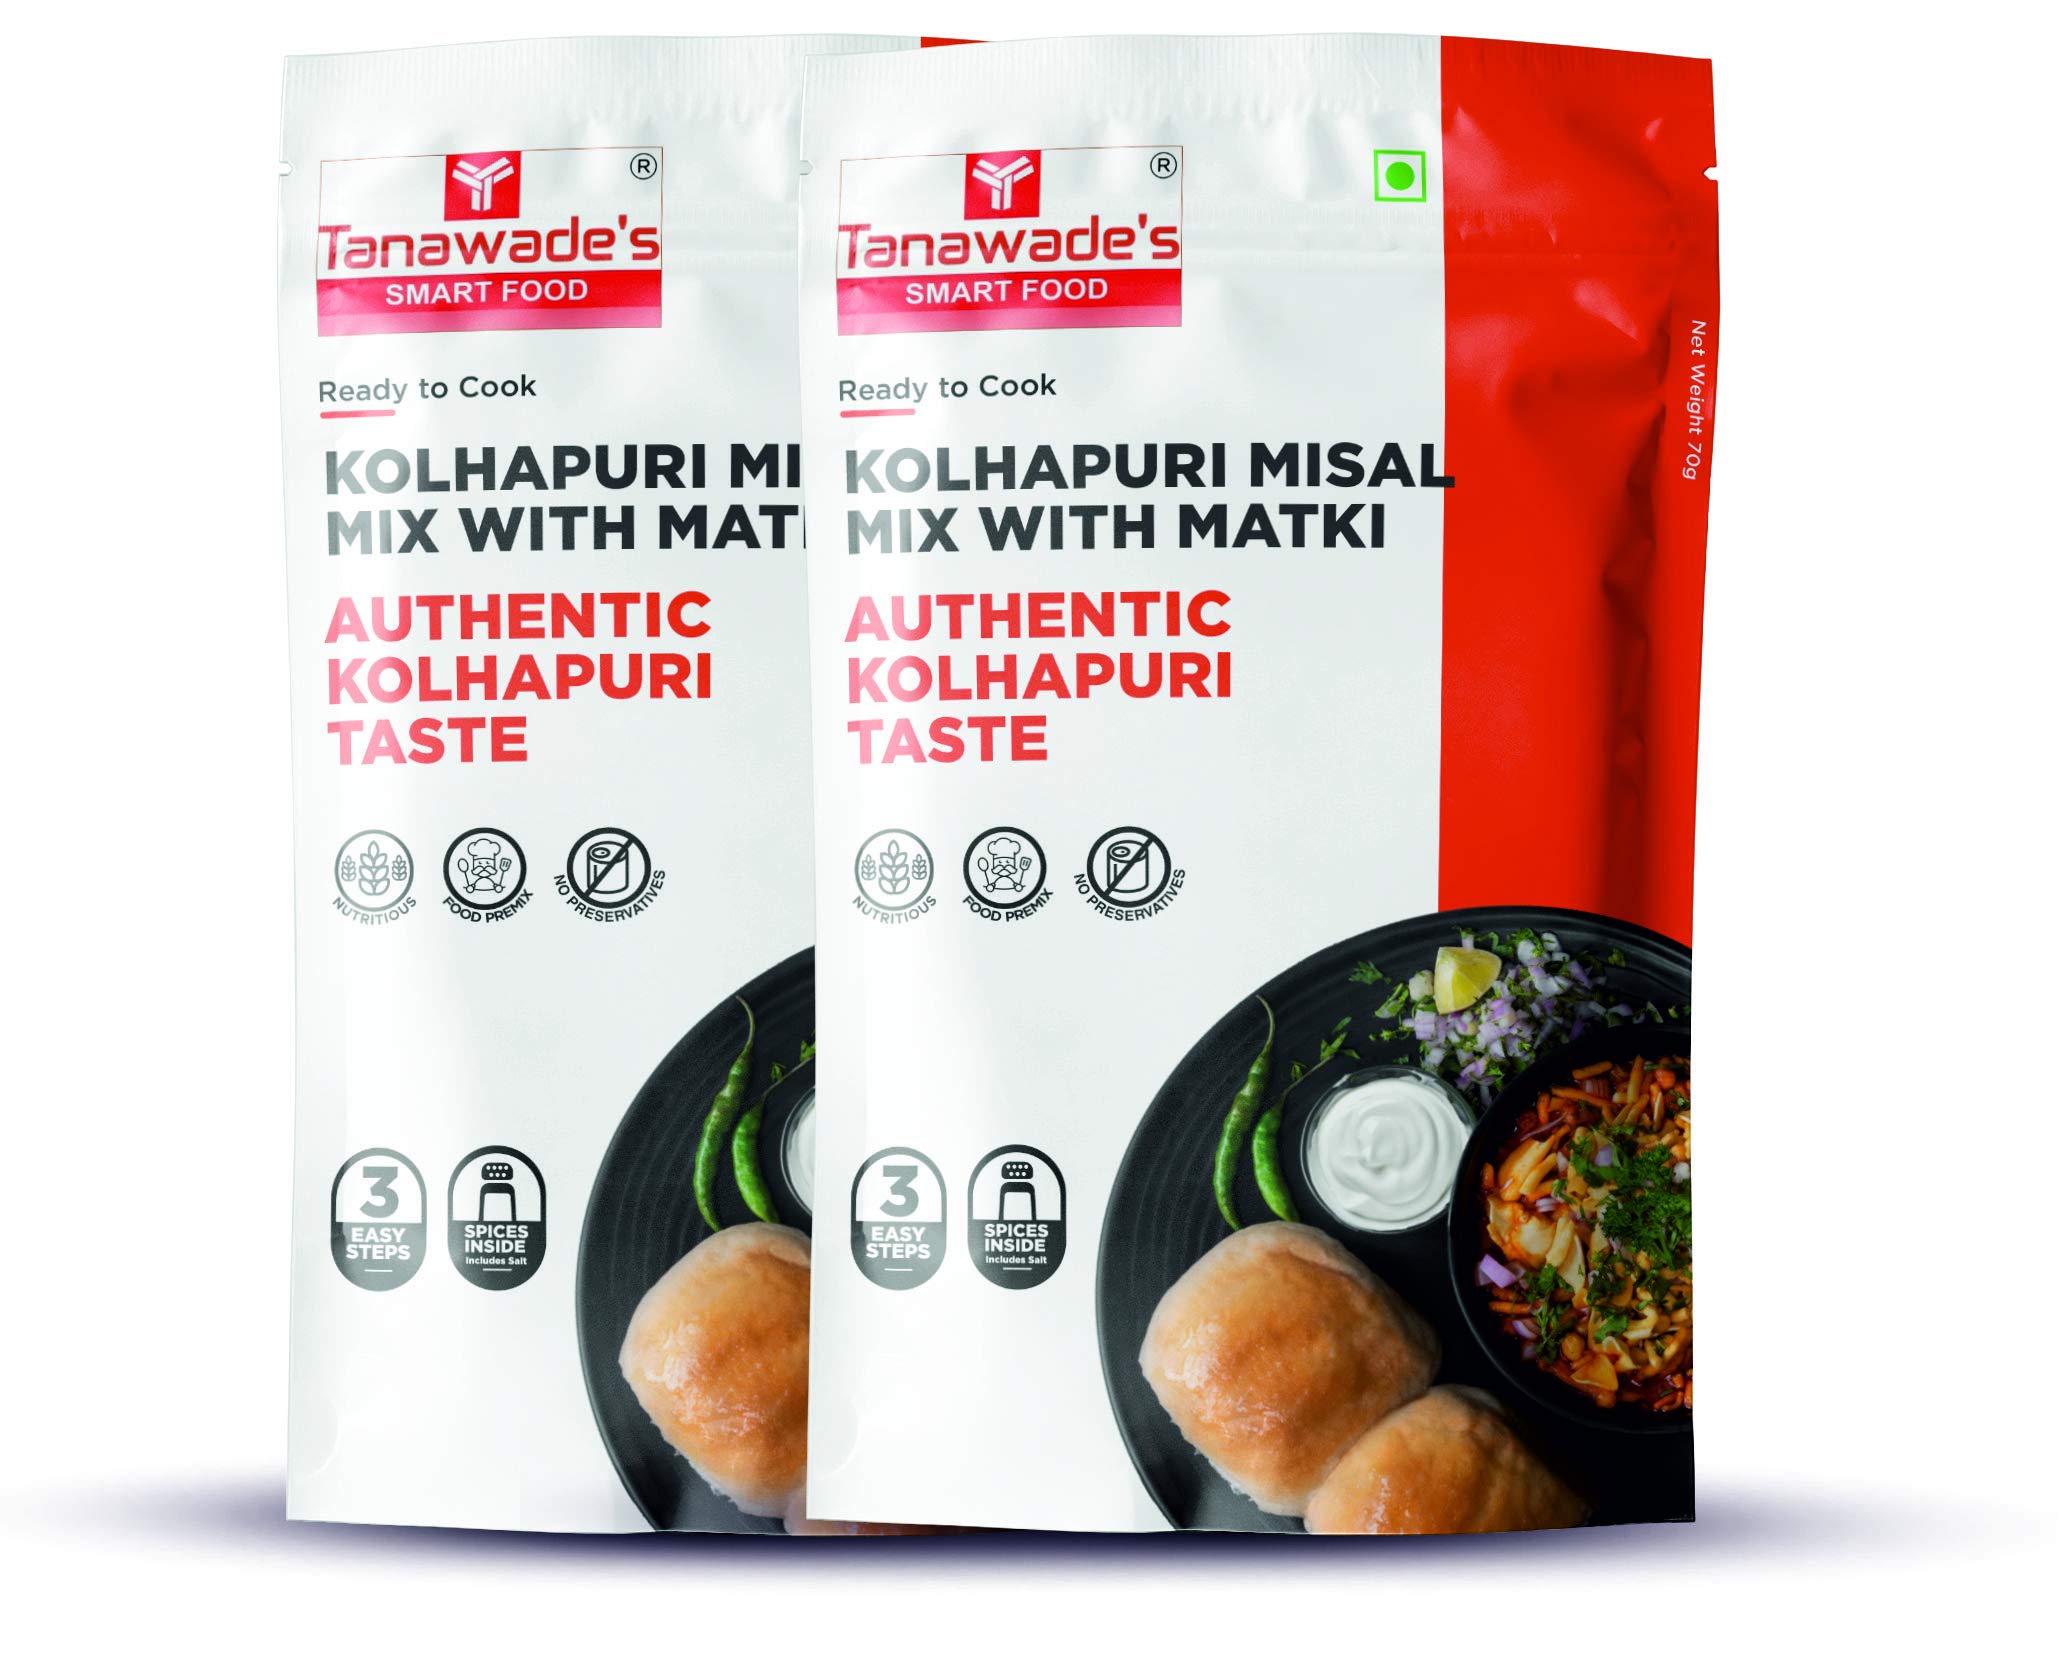 ®
Tanawade's
SMART FOOD
Ready to Cook
KOLHAPURI MI
MIX WITH MAT
AUTHENTIC
KOLHAPURI
TASTE
NUTRITIOUS
FOOD PREMIX
NO PRESERVATIVES
3
EASY
STEPS
SPICES
INSIDE
Includes Salt
®
Tanawade's
SMART FOOD
Net Weight 70g
Ready to Cook
KOLHAPURI MISAL
MIX WITH MATKI
AUTHENTIC
KOLHAPURI
TASTE
NUTRITIOUS
FOOD PREMIX
NO PRESERVATIVES
3
EASY
STEPS
SPICES
INSIDE
Includes Salt